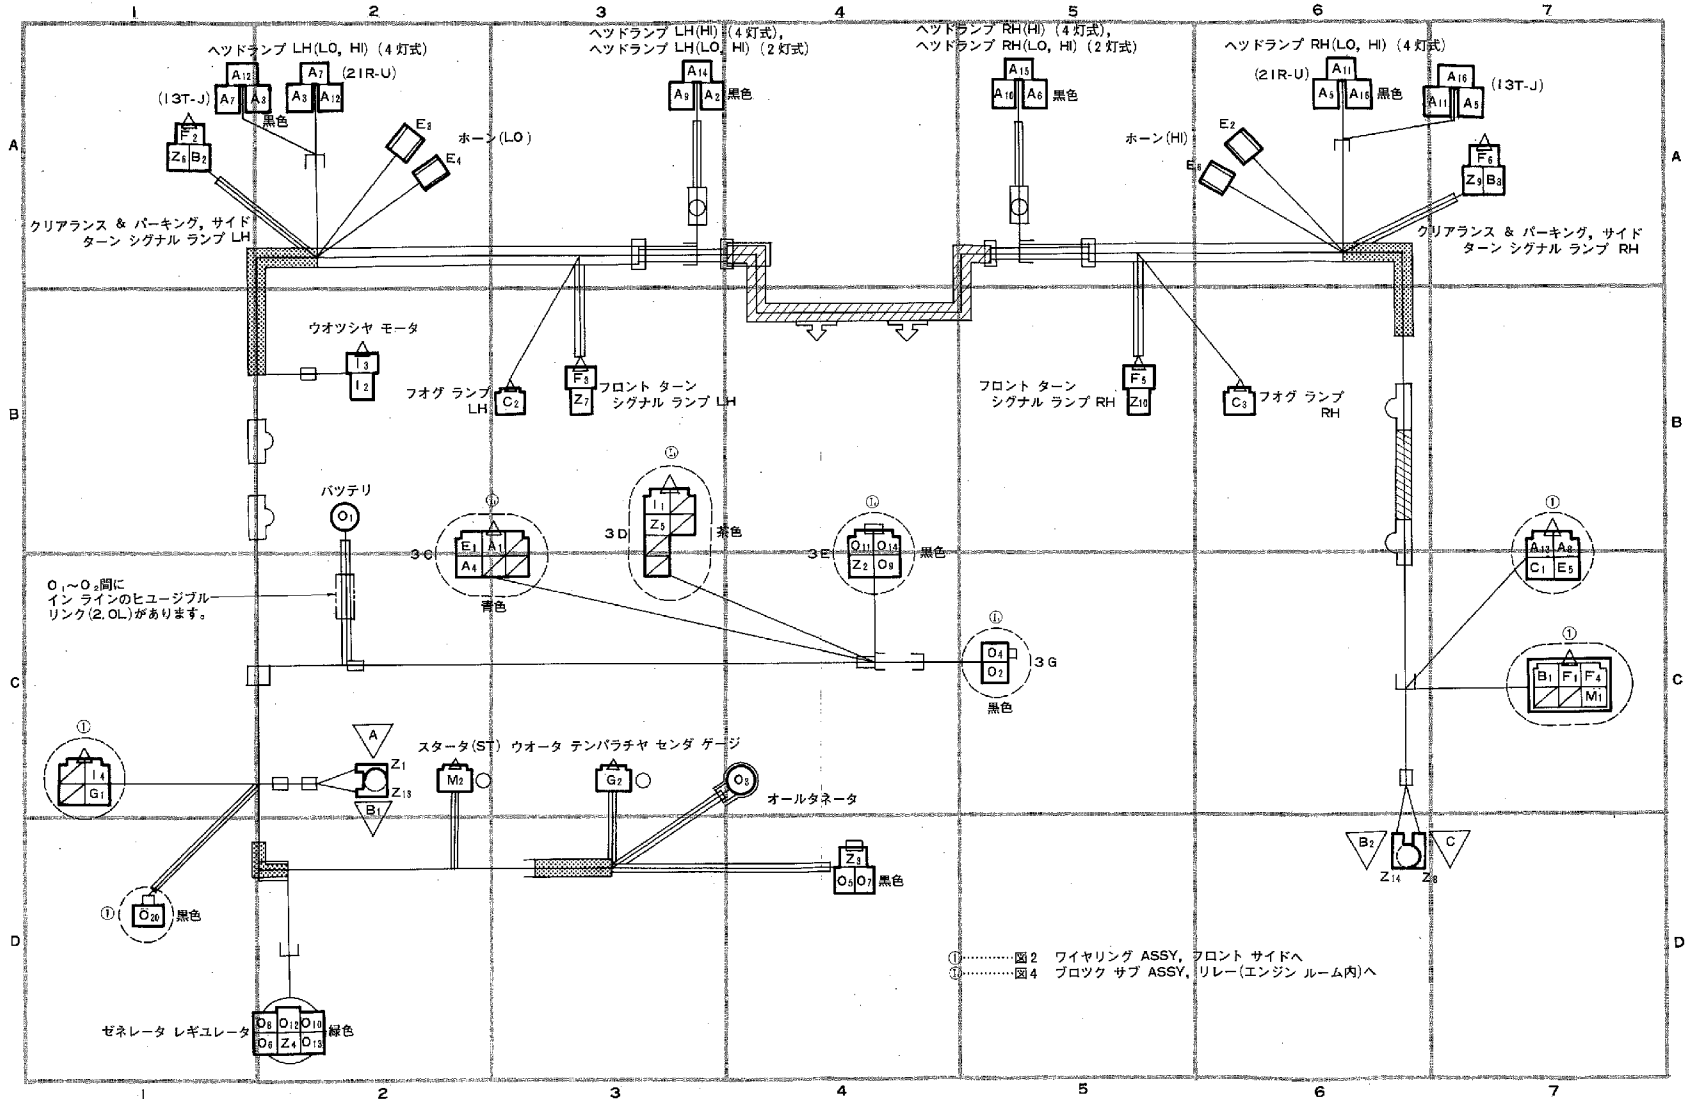 1 2 3 4 5 6 7
ヘツドランプ LH(LO, HI) (4灯式)
ヘツドランプ LH(HI) (4灯式),
ヘツドランプ LH(LO, HI) (2灯式)
ヘツドランプ RH(HI) (4灯式),
ヘツドランプ RH(LO, HI) (2灯式)
ヘツドランプ RH(LO, HI) (4灯式)
A12
A7 A3
(13T-J)
黒色
A7
A3 A12
(21R-U)
A14
A9 A2
黒色
A15
A10 A6
黒色
(21R-U)
A11
A5 A16
黒色
A16
A11 A5
(13T-J)
A
A
F2
Z6 B2
E3
E4
ホーン(LO)
ホーン(HI)
E2
E6
F6
Z9 B3
クリアランス & パーキング, サイド
ターン シグナル ランプ LH
クリアランス & パーキング, サイド
ターン シグナル ランプ RH
ウオツシヤ モータ
I3
I2
フオグ ランプ
LH
C2
F3
Z7
フロント ターン
シグナル ランプ LH
フロント ターン
シグナル ランプ RH
F5
Z10
C3
フオグ ランプ
RH
B
B
バツテリ
O1
3C
E1 A1
A4
青色
3D
I1
Z5
茶色
3E
O11 O14
Z2 O9
黒色
①
A13 A8
C1 E5
O1〜O2間に
イン ラインのヒユージブル
リンク(2.0L)があります。
O4
O2
3G
黒色
①
B1 F1 F4
M1
C
C
①
I4
G1
A
Z1
Z13
B1
スタータ(ST)
M2
ウオータ テンパラチヤ センダ ゲージ
G2
O3
オールタネータ
B2
C
Z14 Z8
Z3
O5 O7
黒色
①
O20
黒色
D
D
①………図2 ワイヤリング ASSY, フロント サイドへ
………図4 ブロツク サブ ASSY, リレー(エンジン ルーム内)へ
ゼネレータ レギユレータ
O8 O12 O10
O6 Z4 O13
緑色
1 2 3 4 5 6 7